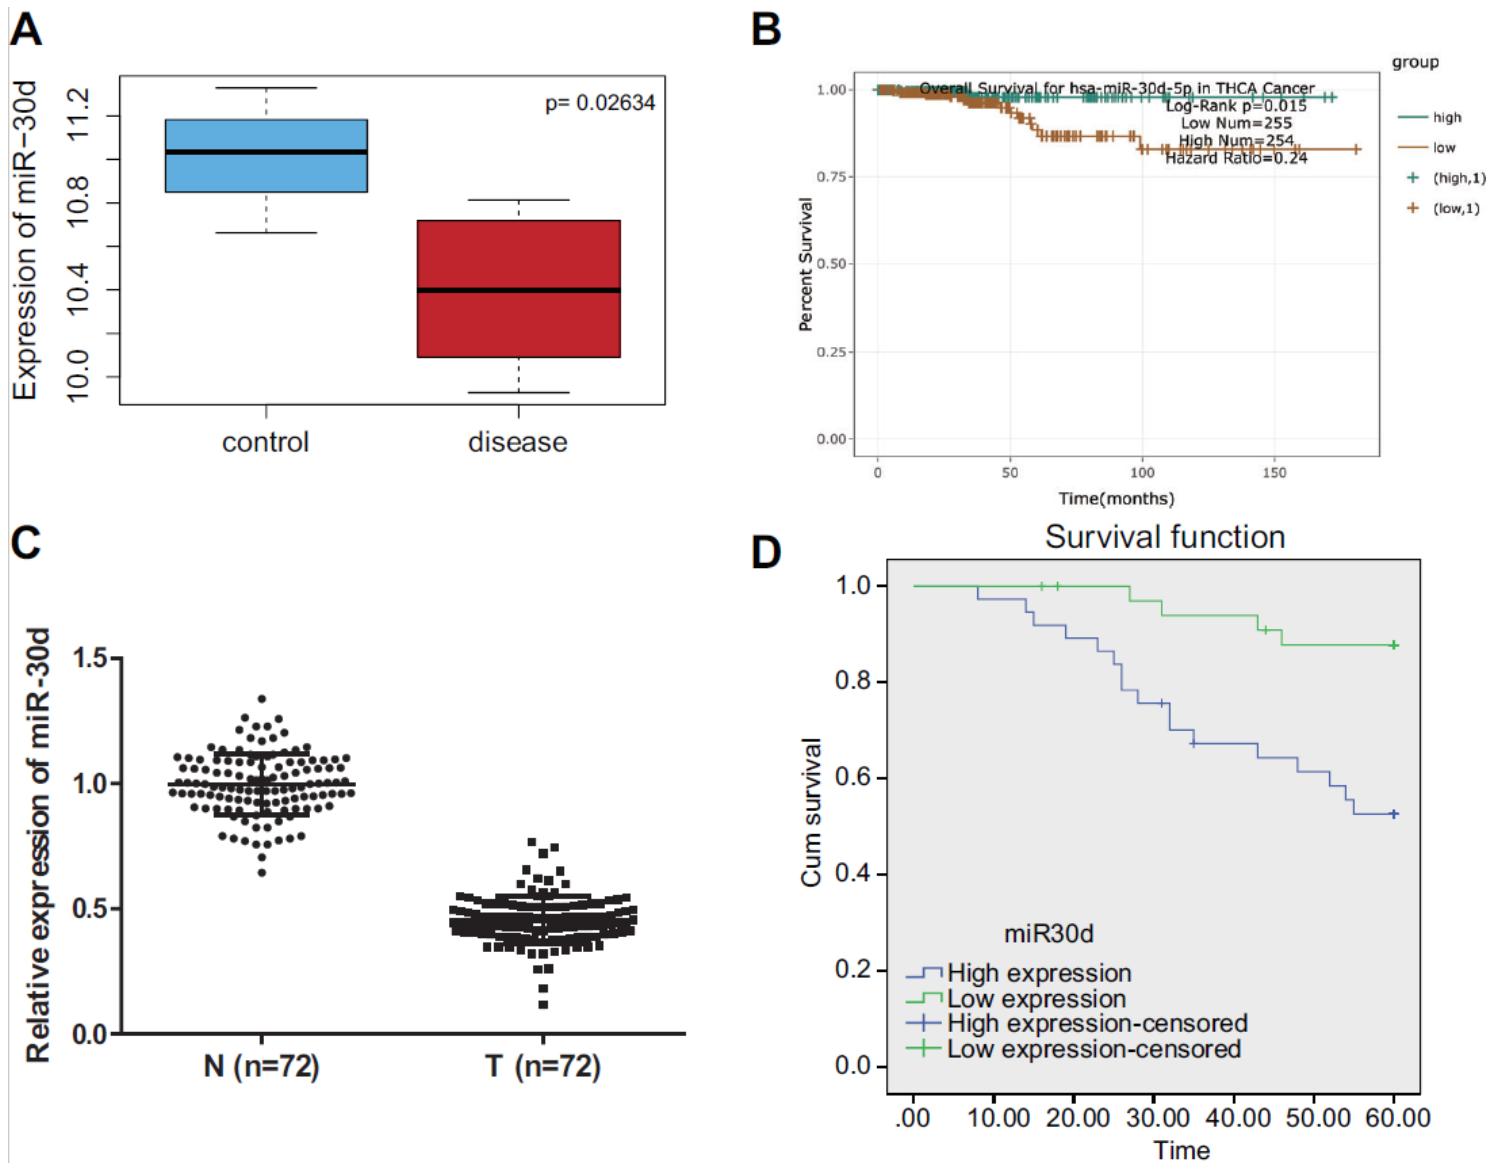 A
Expression of miR−30d
11.2
10.8
10.4
10.0
p= 0.02634
control
disease
B
Overall Survival for hsa-miR-30d-5p in THCA Cancer
Log-Rank p=0.015
Low Num=255
High Num=254
Hazard Ratio=0.24
Percent Survival
1.00
0.75
0.50
0.25
0.00
0
50
100
150
Time(months)
group
high
low
(high,1)
(low,1)
C
Relative expression of miR-30d
1.5
1.0
0.5
0.0
N (n=72)
T (n=72)
D
Survival function
Cum survival
1.0
0.8
0.6
0.4
0.2
0.0
miR30d
High expression
Low expression
High expression-censored
Low expression-censored
.00
10.00
20.00
30.00
40.00
50.00
60.00
Time